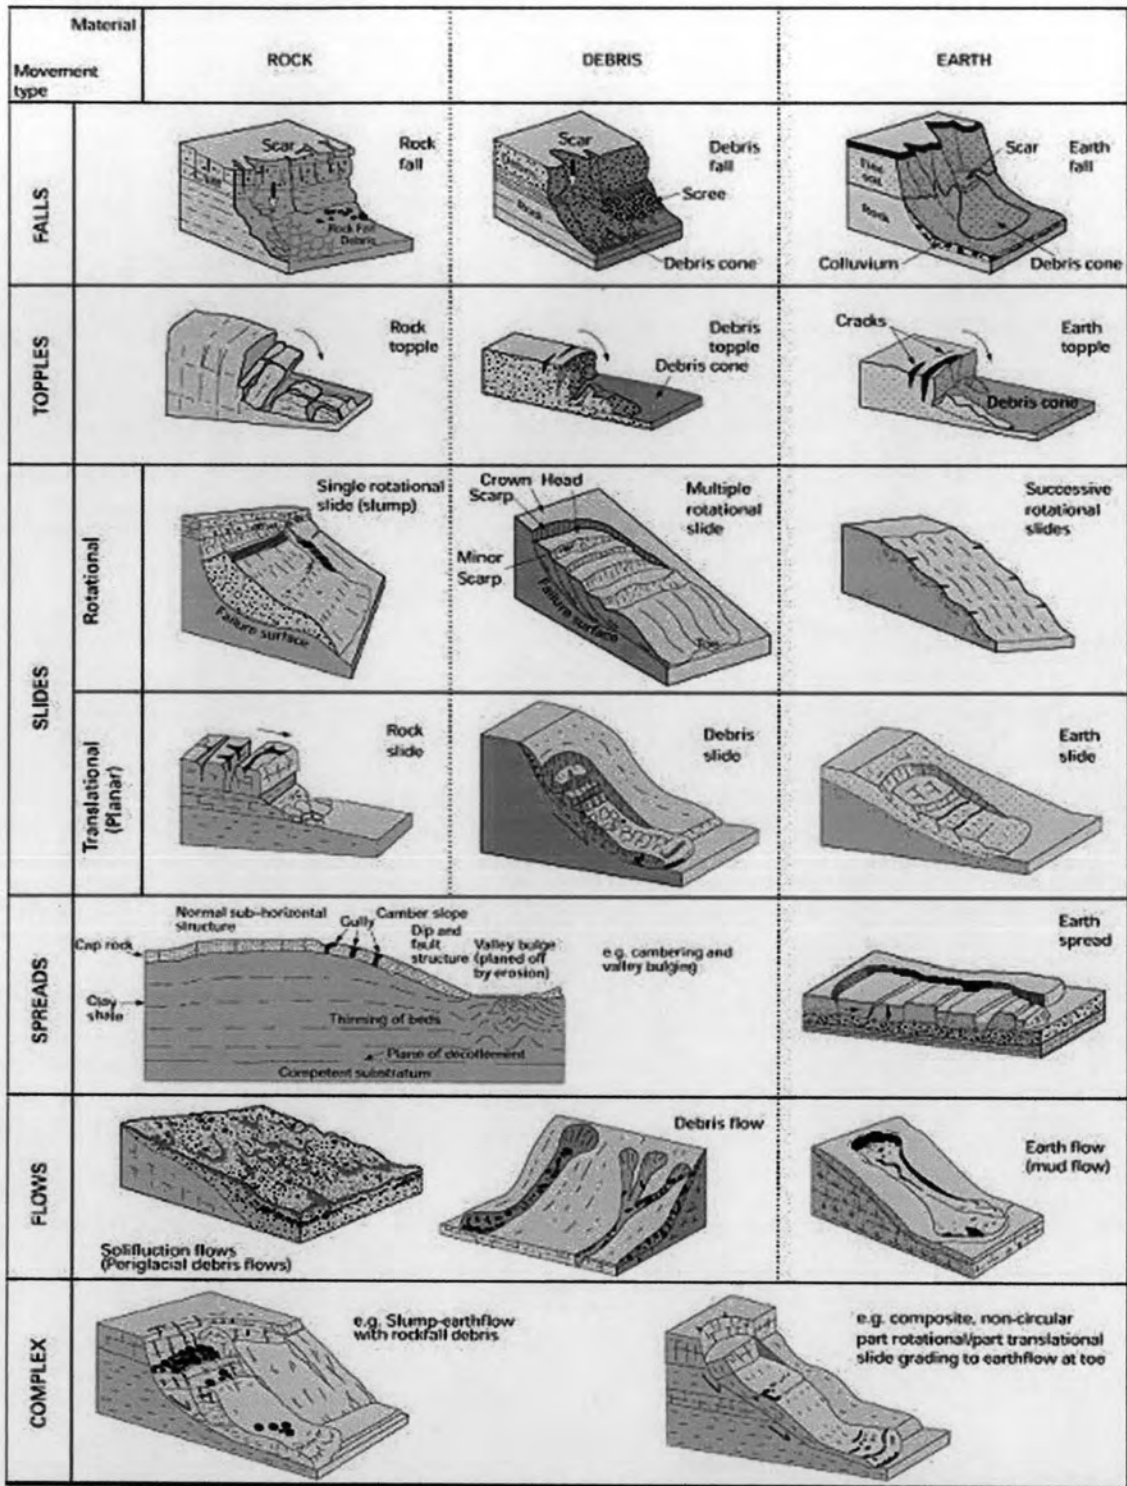 Material
Movement
type
ROCK
DEBRIS
EARTH
FALLS
Scar
Rock
fall
Rock Fall
Debris
Scar
Debris
fall
Scree
Rock
Debris cone
Scar
Earth
fall
Fine
soil
Rock
Colluvium
Debris cone
TOPPLES
Rock
topple
Debris
topple
Debris cone
Cracks
Earth
topple
Debris cone
SLIDES
Rotational
Single rotational
slide (slump)
Failure surface
Crown Head
Scarp
Minor
Scarp
Failure surface
Toe
Multiple
rotational
slide
Successive
rotational
slides
Translational
(Planar)
Rock
slide
Debris
slide
Earth
slide
SPREADS
Normal sub-horizontal
structure
Gully
Camber slope
Dip and
fault
structure
Valley bulge
(planed off
by erosion)
Cap rock
Clay
shale
Thinning of beds
Plane of decollement
Competent substratum
e.g. cambering and
valley bulging
Earth
spread
FLOWS
Solifluction flows
(Periglacial debris flows)
Debris flow
Earth flow
(mud flow)
COMPLEX
e.g. Slump-earthflow
with rockfall debris
e.g. composite, non-circular
part rotational/part translational
slide grading to earthflow at toe